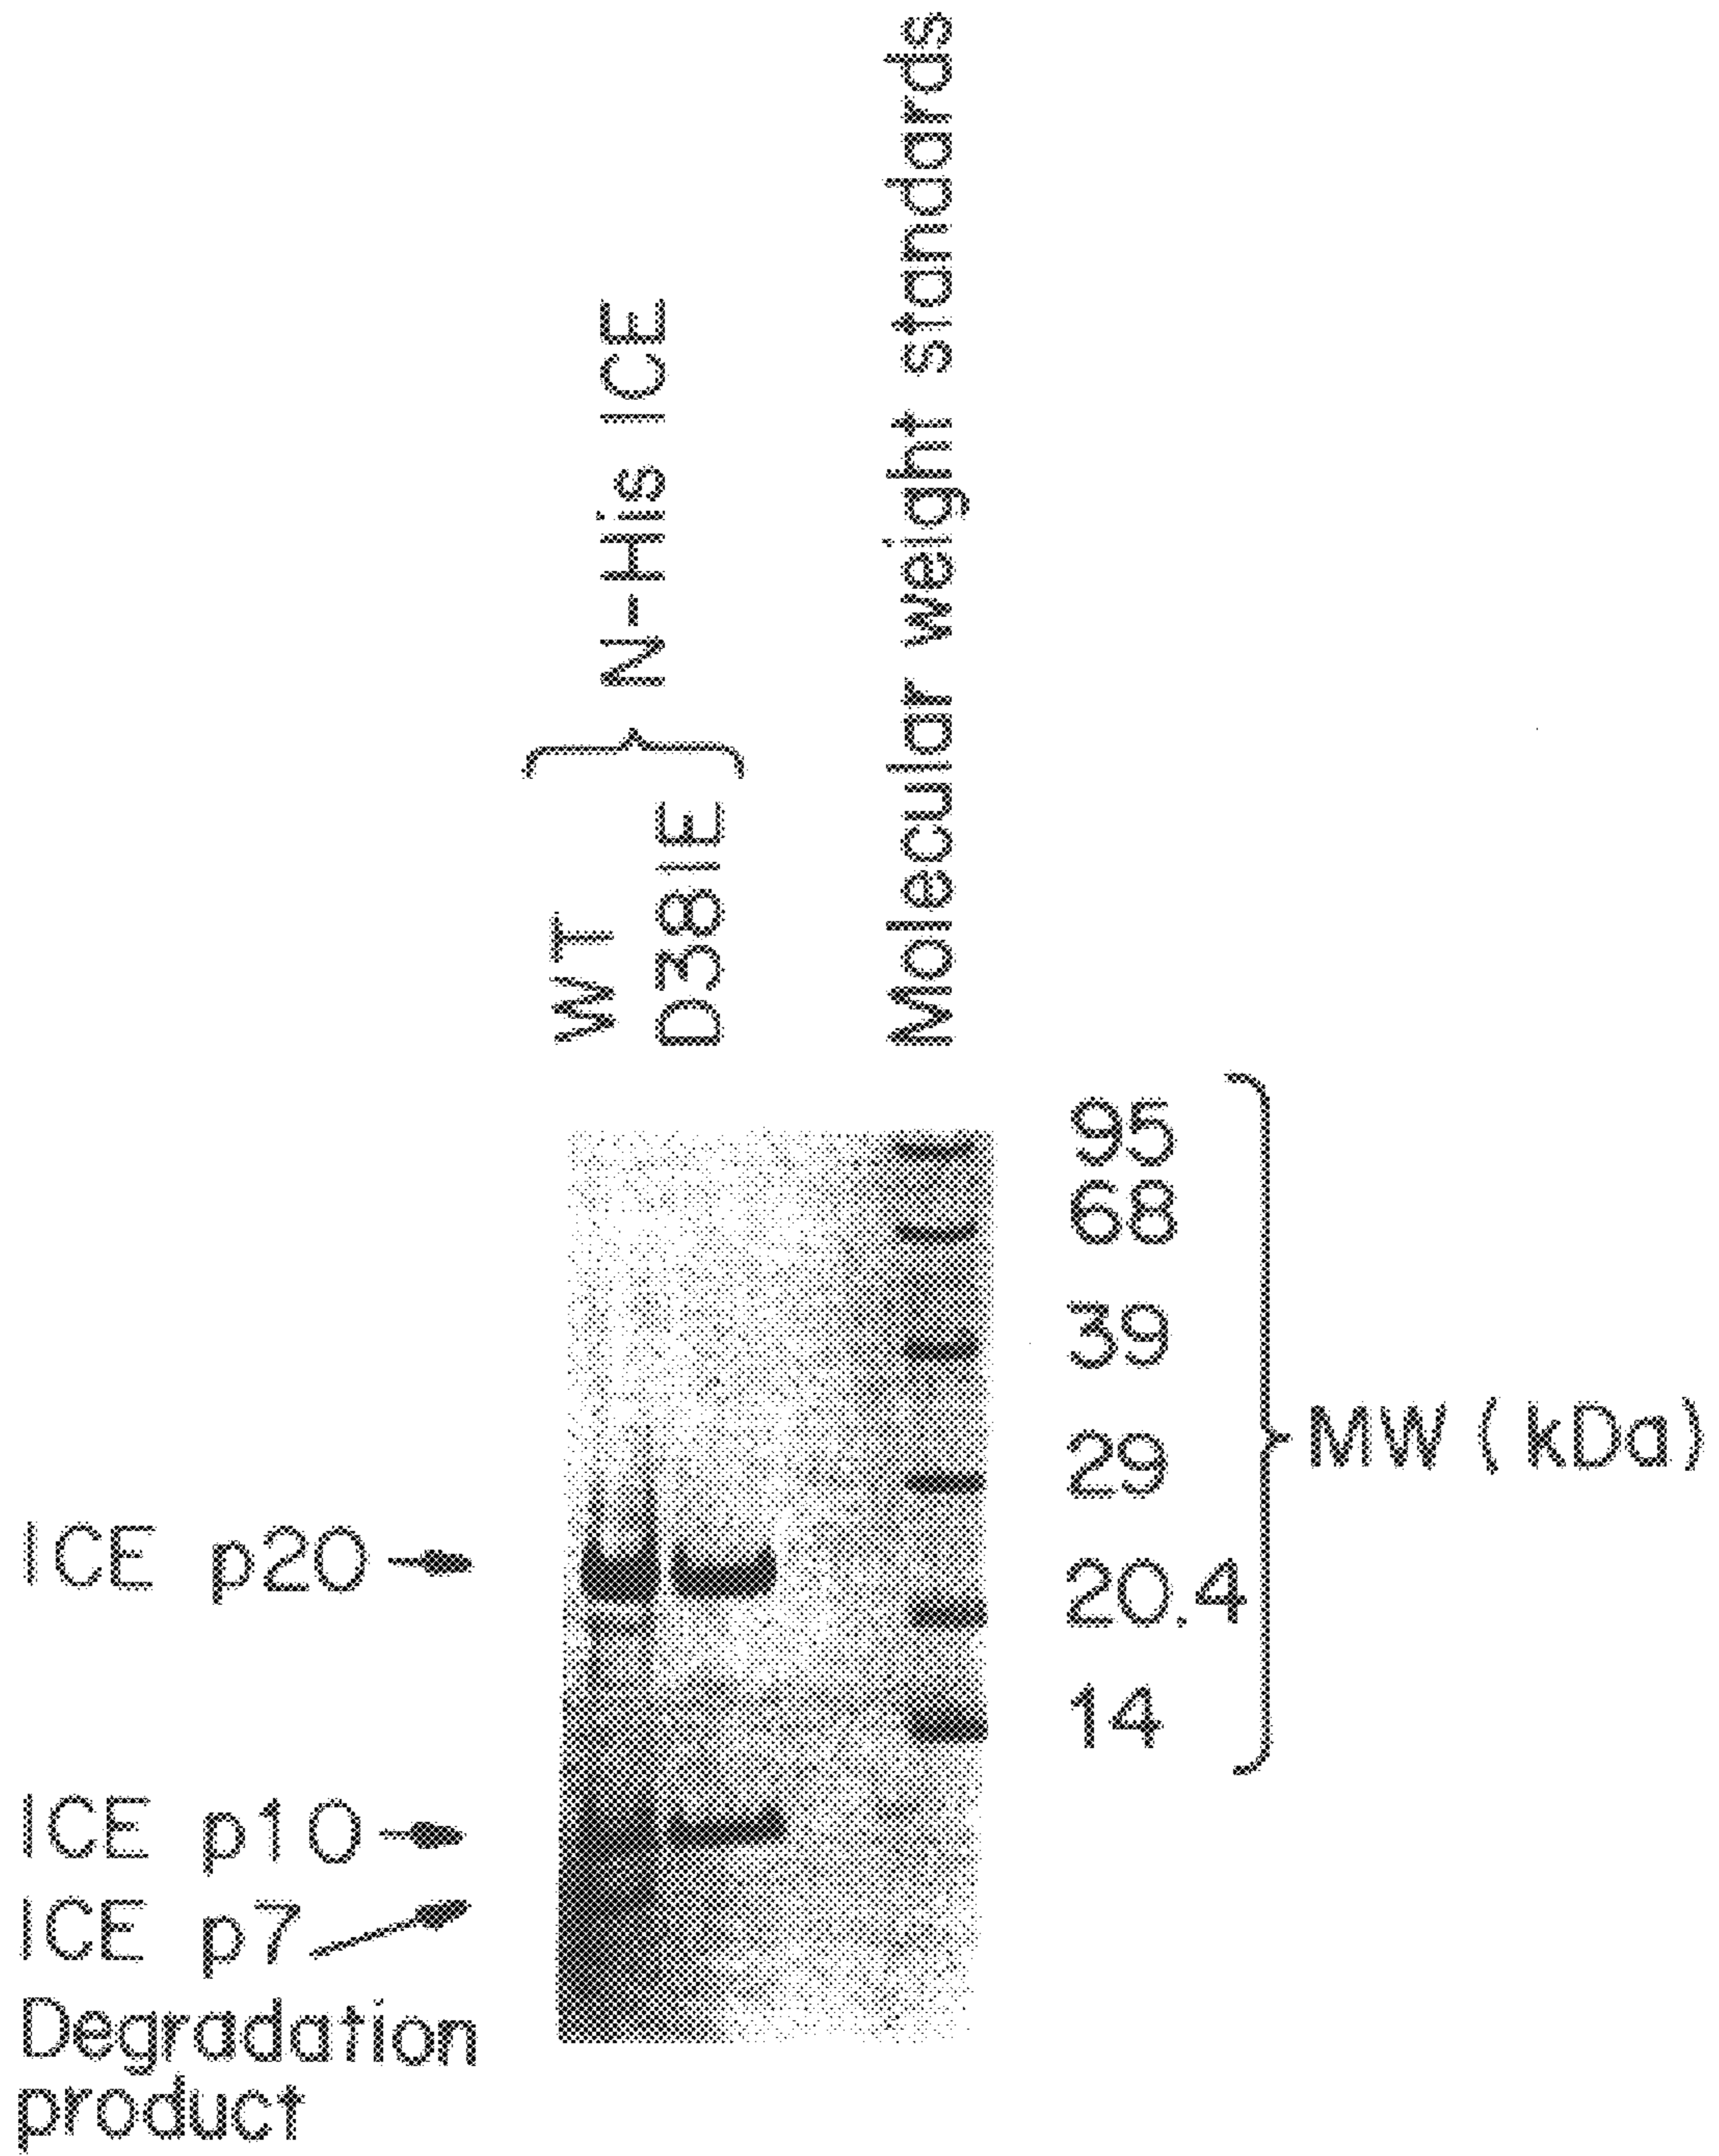 N-His ICE
WT
D381E
Molecular weight standards
95
68
39
29
20.4
14
MW (kDa)
ICE p20
ICE p10
ICE p7
Degradation
product